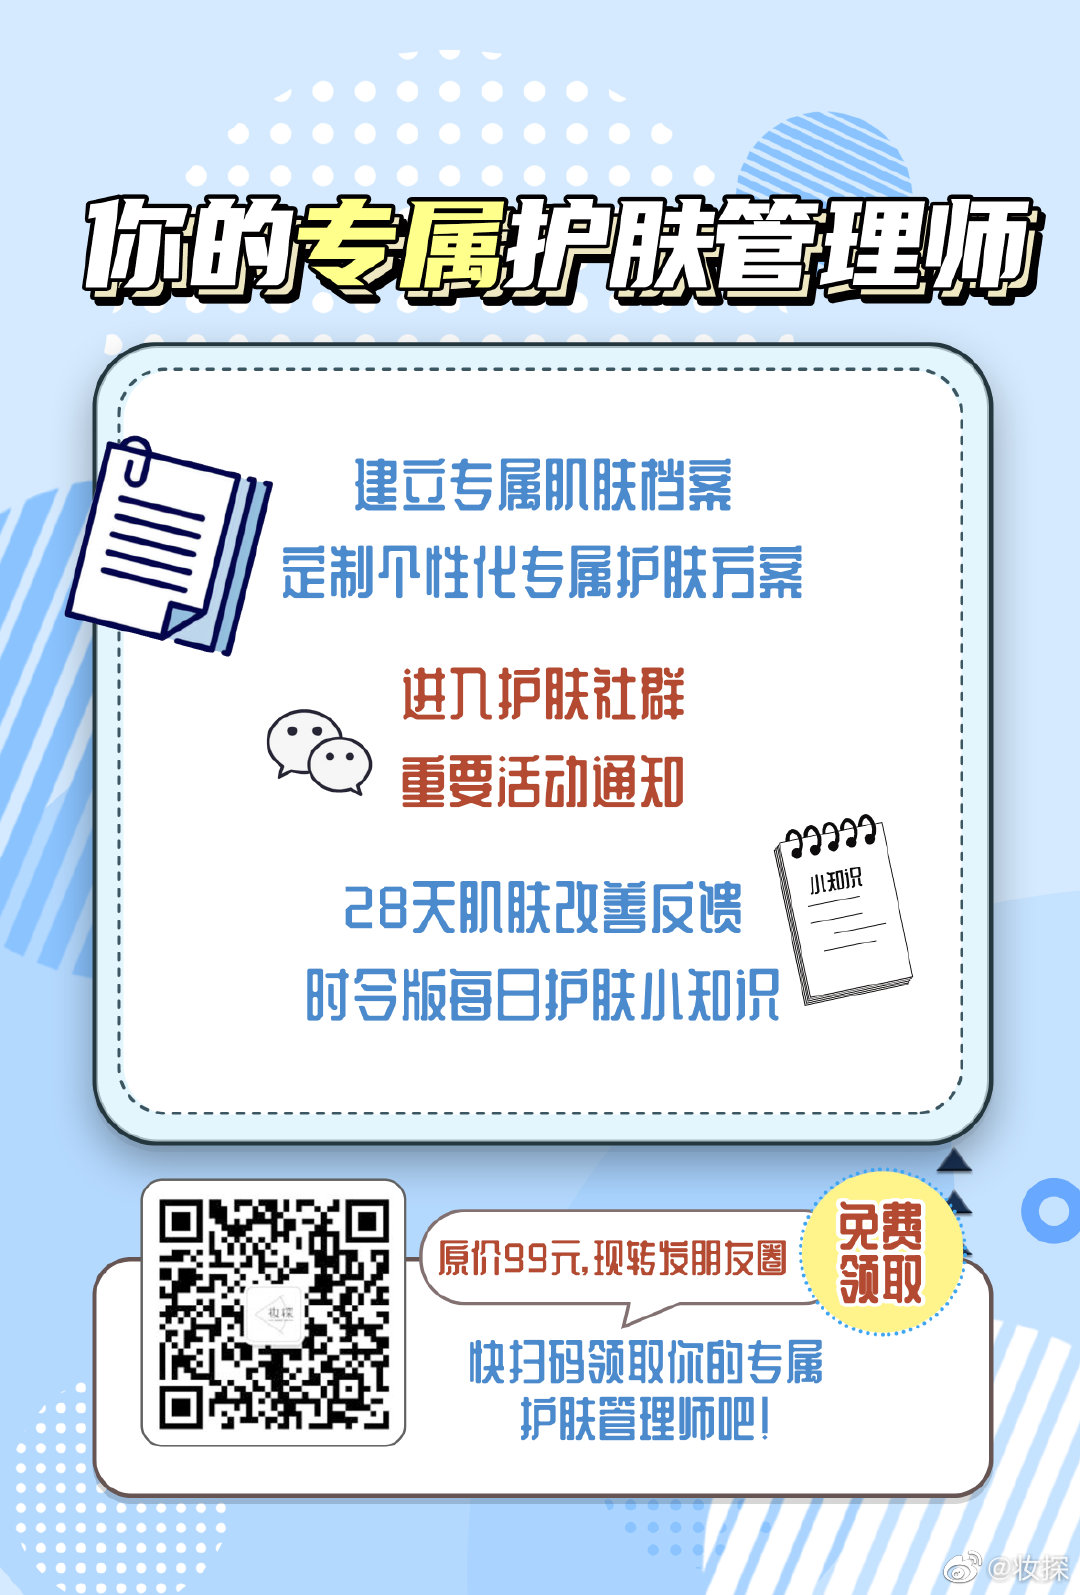 你的专属护肤管理师
建立专属肌肤档案
定制个性化专属护肤方案
进入护肤社群
重要活动通知
小知识
28天肌肤改善反馈
时令版每日护肤小知识
妆探
原价99元,现转发朋友圈
免费
领取
快扫码领取你的专属
护肤管理师吧!
@妆探